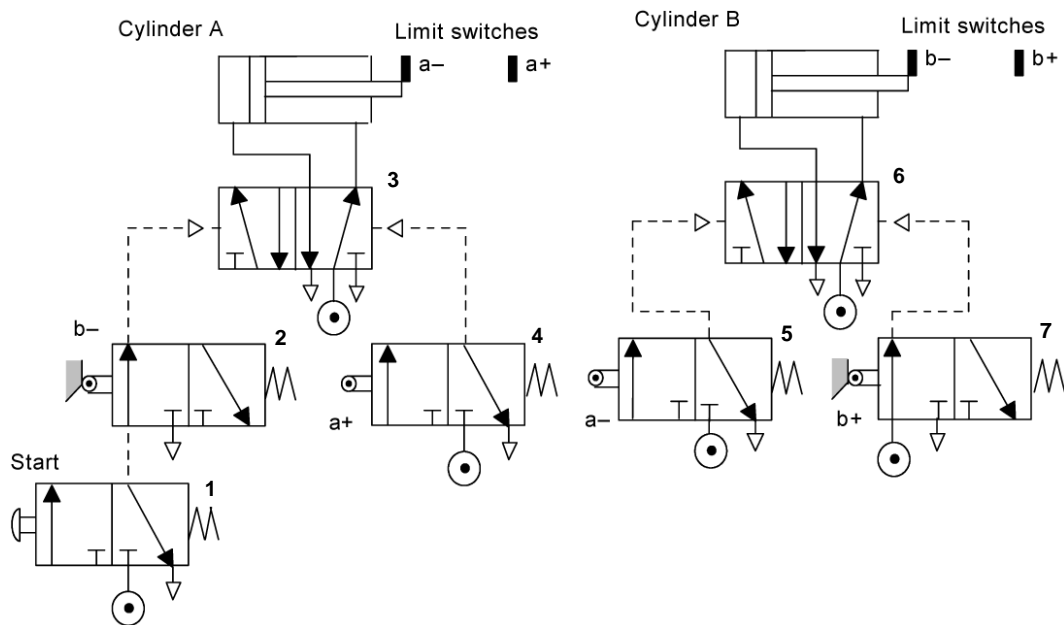 Cylinder A
Limit switches
a–
a+
3
b–
2
4
a+
Start
1
Cylinder B
Limit switches
b–
b+
6
5
a–
7
b+